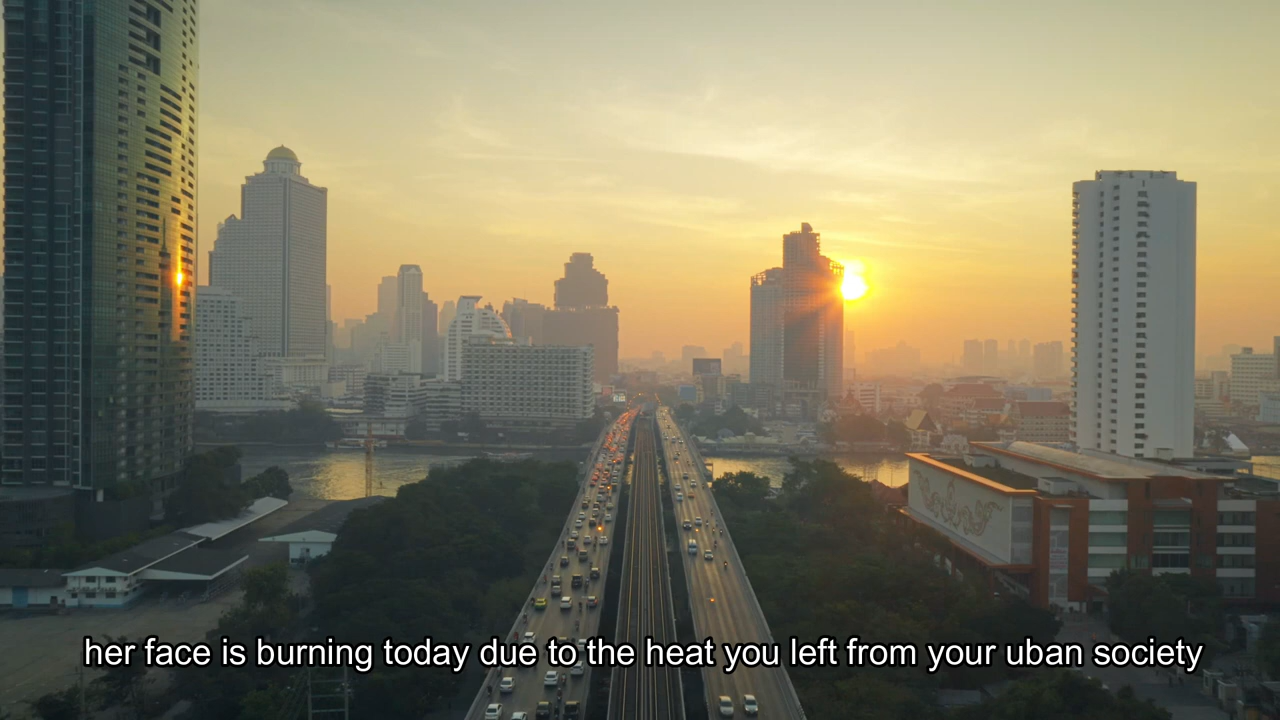 her face is burning today due to the heat you left from your uban society